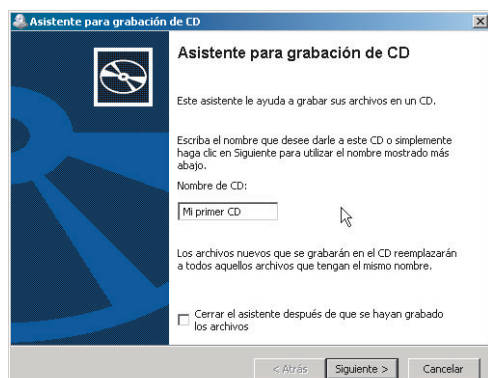 Asistente para grabación de CD
Asistente para grabación de CD
Este asistente le ayuda a grabar sus archivos en un CD.
Escriba el nombre que desee darle a este CD o simplemente
haga clic en Siguiente para utilizar el nombre mostrado más
abajo.
Nombre de CD:
Mi primer CD
Los archivos nuevos que se grabarán en el CD reemplazarán
a todos aquellos archivos que tengan el mismo nombre.
Cerrar el asistente después de que se hayan grabado
los archivos
< Atrás Siguiente > Cancelar